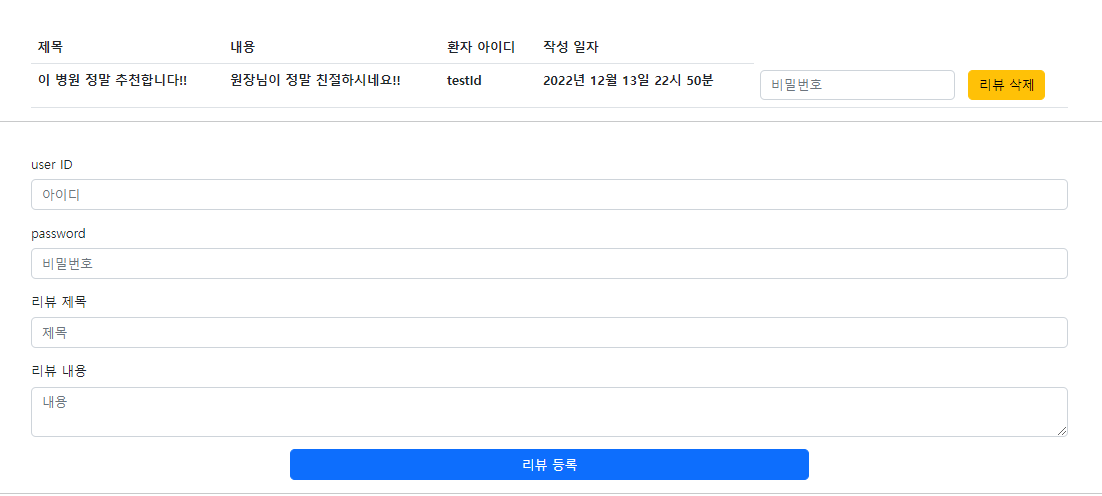 제목 내용 환자 아이디 작성 일자
이 병원 정말 추천합니다!! 원장님이 정말 친절하시네요!! testId 2022년 12월 13일 22시 50분 비밀번호 리뷰 삭제
user ID
아이디
password
비밀번호
리뷰 제목
제목
리뷰 내용
내용
리뷰 등록